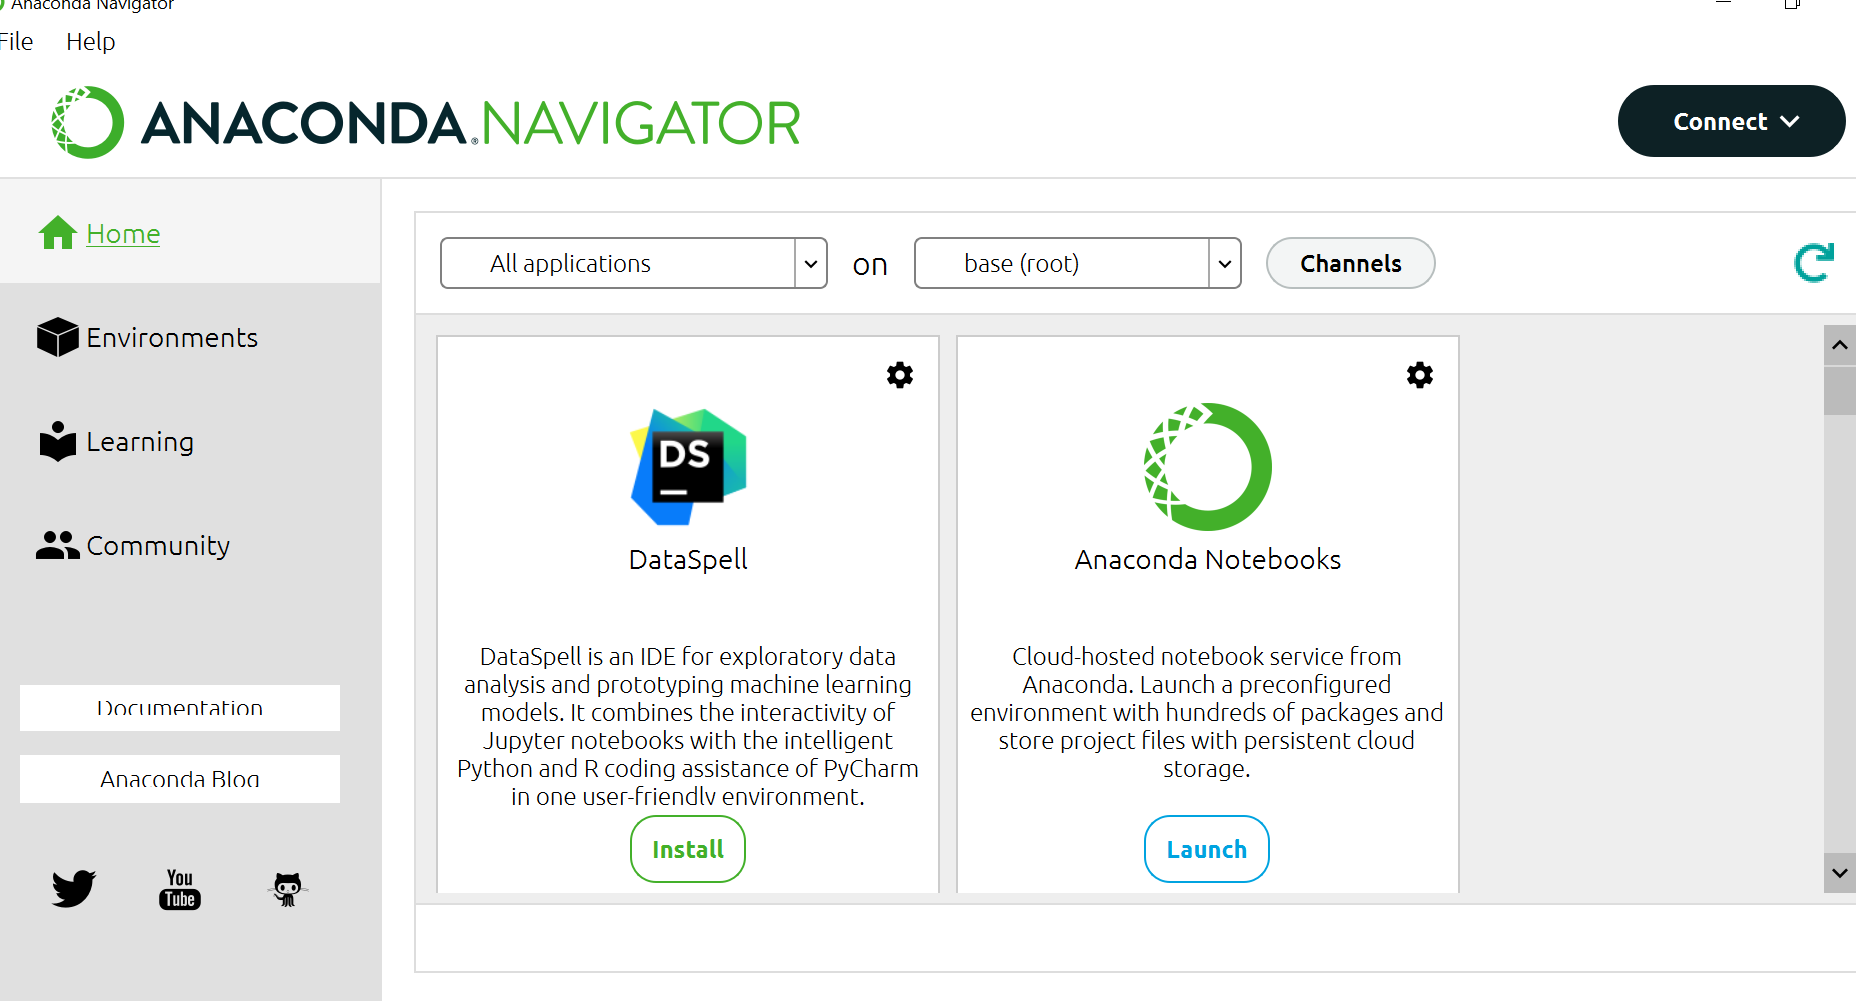 Anaconda Navigator
File Help
ANACONDA.NAVIGATOR
Connect
Home
Environments
Learning
Community
Documentation
Anaconda Blog
You
Tube
All applications on base (root) Channels
DS
DataSpell
DataSpell is an IDE for exploratory data
analysis and prototyping machine learning
models. It combines the interactivity of
Jupyter notebooks with the intelligent
Python and R coding assistance of PyCharm
in one user-friendly environment.
Install
Anaconda Notebooks
Cloud-hosted notebook service from
Anaconda. Launch a preconfigured
environment with hundreds of packages and
store project files with persistent cloud
storage.
Launch